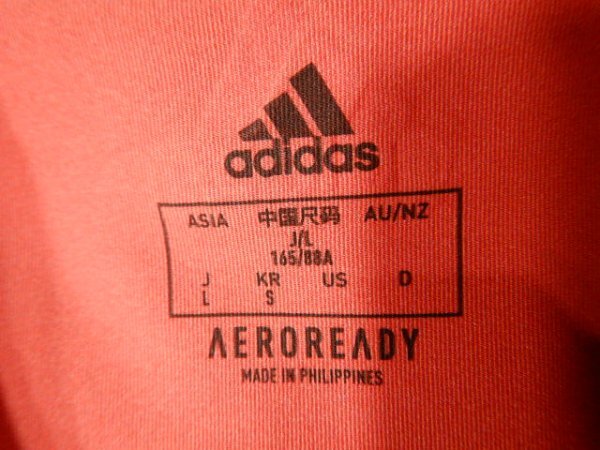 adidas
ASIA 中国尺码 AU/NZ
J/L
165/88A
J KR US D
L S
AEROREADY
MADE IN PHILIPPINES